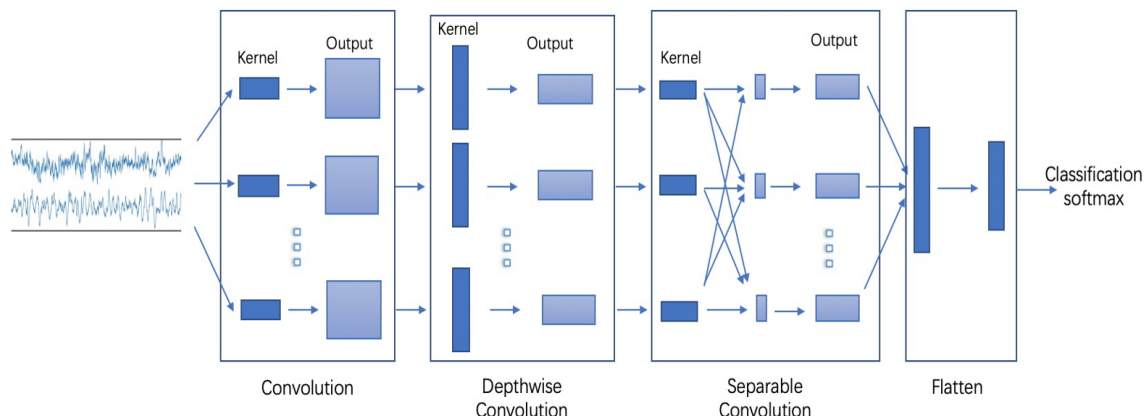 Kernel
Output
Kernel
Output
Kernel
Output
Classification
softmax
Convolution
Depthwise
Convolution
Separable
Convolution
Flatten